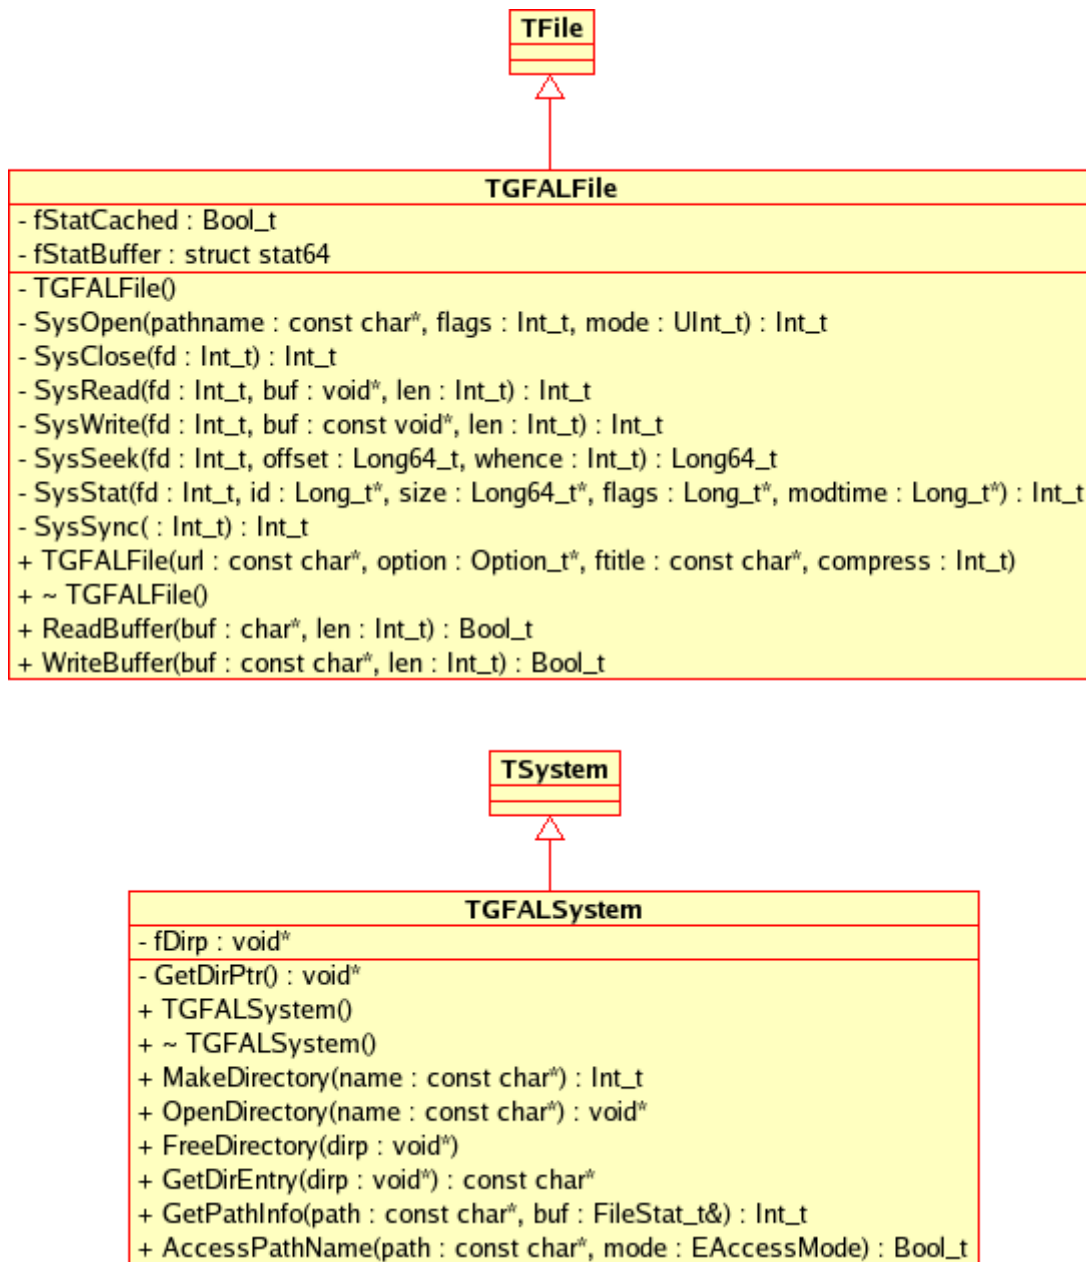 TFile
TGFALFile
- fStatCached : Bool_t
- fStatBuffer : struct stat64
- TGFALFile()
- SysOpen(pathname : const char*, flags : Int_t, mode : UInt_t) : Int_t
- SysClose(fd : Int_t) : Int_t
- SysRead(fd : Int_t, buf : void*, len : Int_t) : Int_t
- SysWrite(fd : Int_t, buf : const void*, len : Int_t) : Int_t
- SysSeek(fd : Int_t, offset : Long64_t, whence : Int_t) : Long64_t
- SysStat(fd : Int_t, id : Long_t*, size : Long64_t*, flags : Long_t*, modtime : Long_t*) : Int_t
- SysSync( : Int_t) : Int_t
+ TGFALFile(url : const char*, option : Option_t*, ftitle : const char*, compress : Int_t)
+ ~ TGFALFile()
+ ReadBuffer(buf : char*, len : Int_t) : Bool_t
+ WriteBuffer(buf : const char*, len : Int_t) : Bool_t
TSystem
TGFALSystem
- fDirp : void*
- GetDirPtr() : void*
+ TGFALSystem()
+ ~ TGFALSystem()
+ MakeDirectory(name : const char*) : Int_t
+ OpenDirectory(name : const char*) : void*
+ FreeDirectory(dirp : void*)
+ GetDirEntry(dirp : void*) : const char*
+ GetPathInfo(path : const char*, buf : FileStat_t&) : Int_t
+ AccessPathName(path : const char*, mode : EAccessMode) : Bool_t